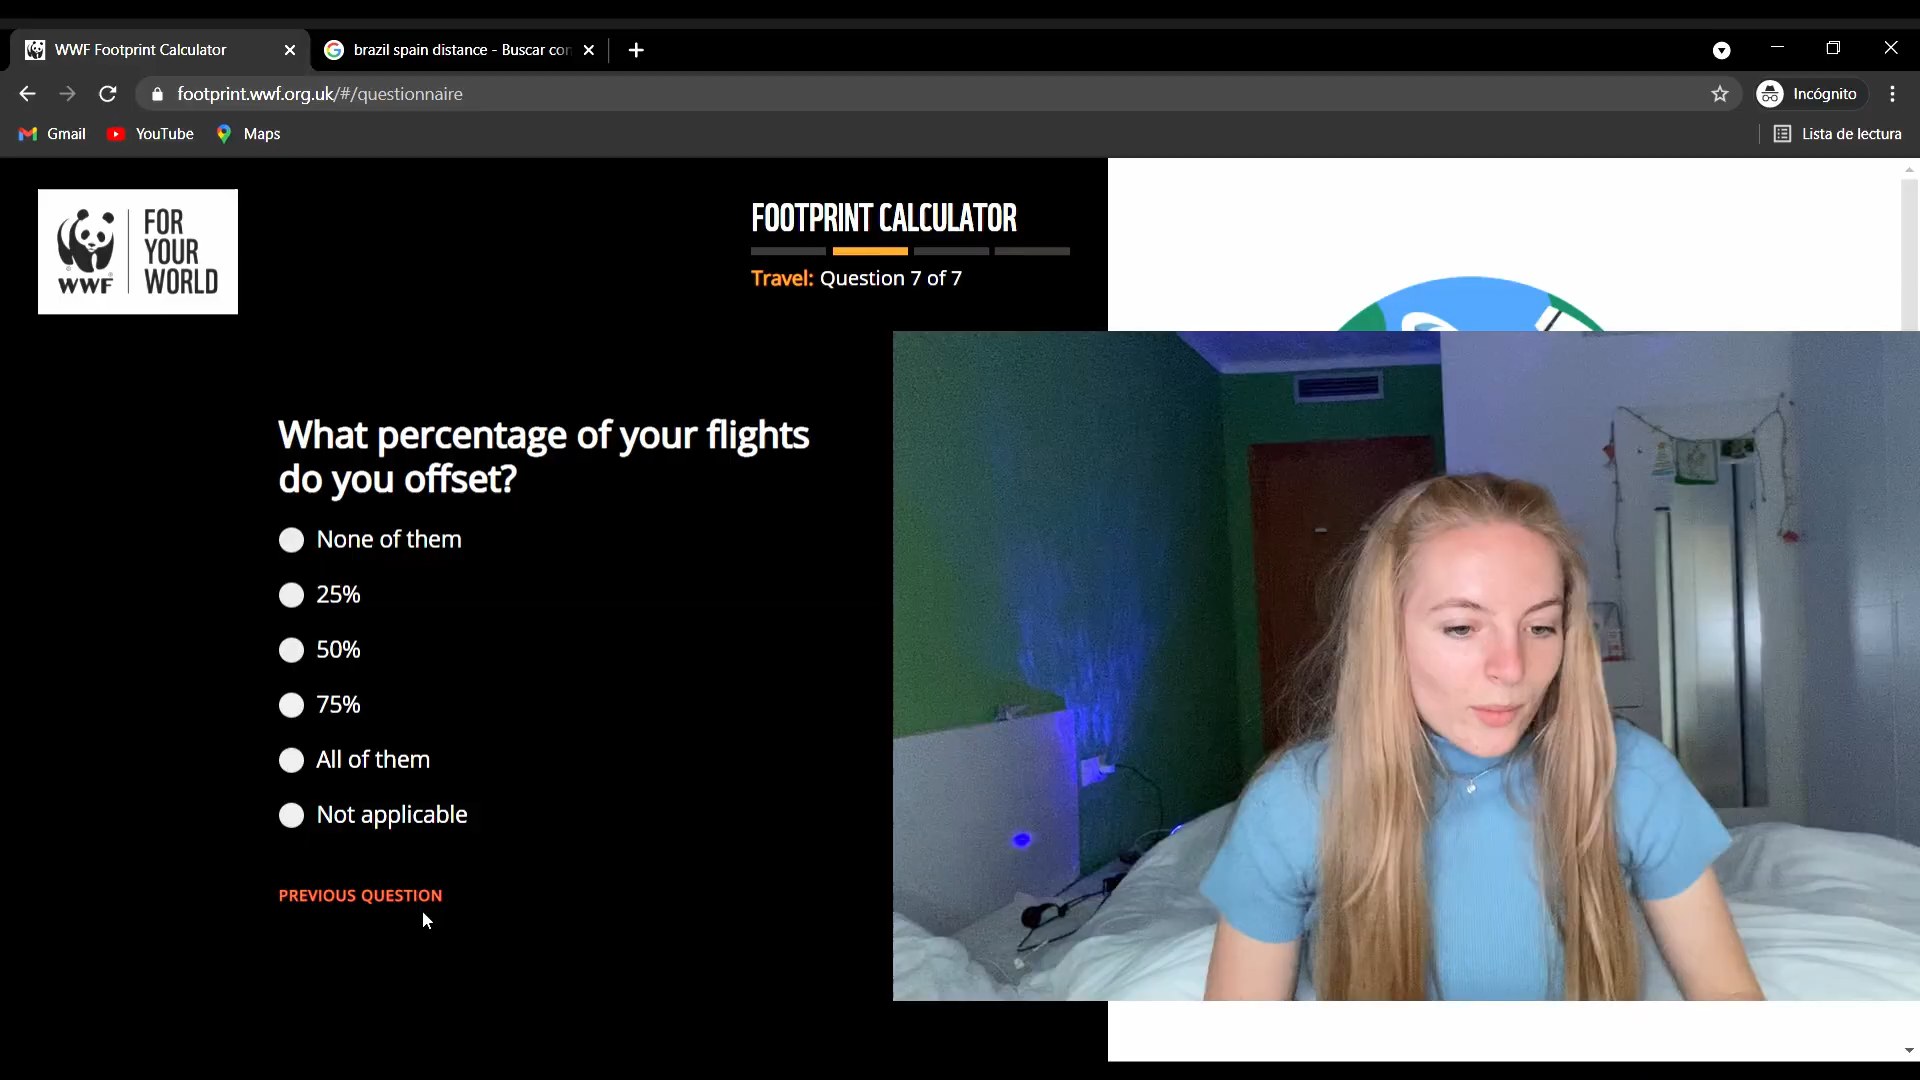 WWF Footprint Calculator
brazil spain distance - Buscar con
footprint.wwf.org.uk/#/questionnaire
Incógnito
Gmail
YouTube
Maps
Lista de lectura
WWF
FOR
YOUR
WORLD
FOOTPRINT CALCULATOR
Travel: Question 7 of 7
What percentage of your flights
do you offset?
None of them
25%
50%
75%
All of them
Not applicable
PREVIOUS QUESTION